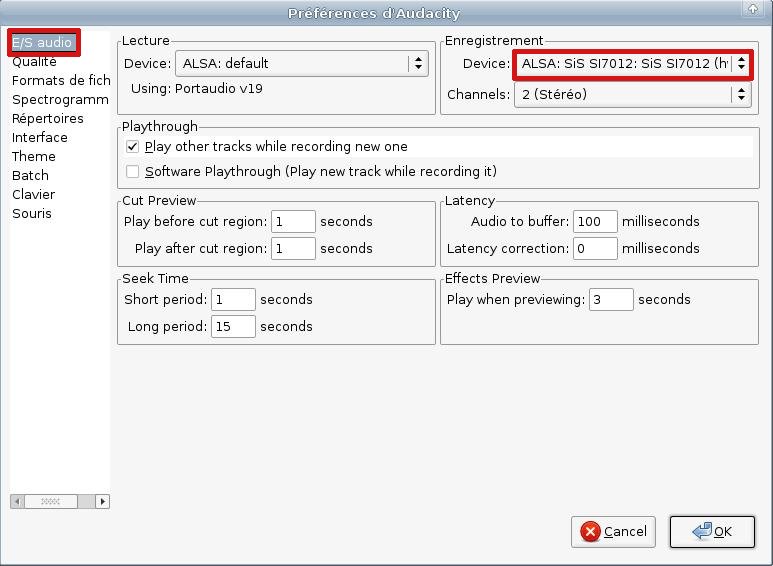 Préférences d'Audacity
E/S audio
Qualité
Formats de fich
Spectrogramm
Répertoires
Interface
Theme
Batch
Clavier
Souris
Lecture
Device: ALSA: default
Using: Portaudio v19
Enregistrement
Device: ALSA: SiS SI7012: SiS SI7012 (h
Channels: 2 (Stéréo)
Playthrough
Play other tracks while recording new one
Software Playthrough (Play new track while recording it)
Cut Preview
Play before cut region: 1 seconds
Play after cut region: 1 seconds
Latency
Audio to buffer: 100 milliseconds
Latency correction: 0 milliseconds
Seek Time
Short period: 1 seconds
Long period: 15 seconds
Effects Preview
Play when previewing: 3 seconds
Cancel
OK